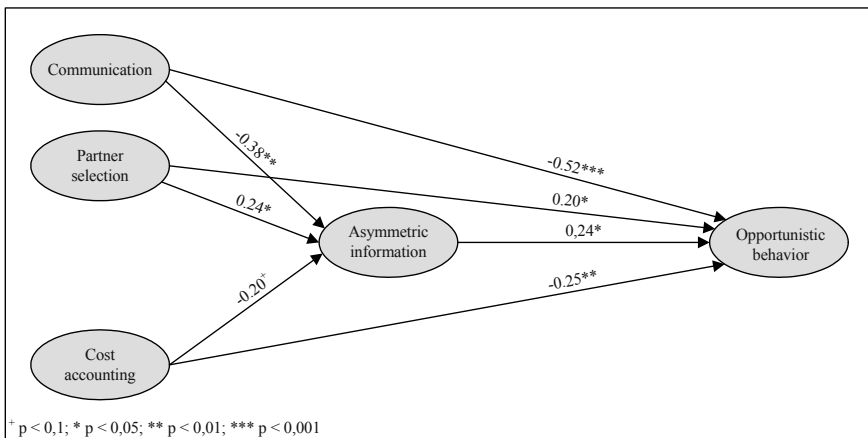 Communication
-0.38**
-0.52***
Partner
selection
0.20*
0.24*
Asymmetric
information
0,24*
Opportunistic
behavior
-0.20+
-0.25**
Cost
accounting
+ p < 0,1; * p < 0,05; ** p < 0,01; *** p < 0,001